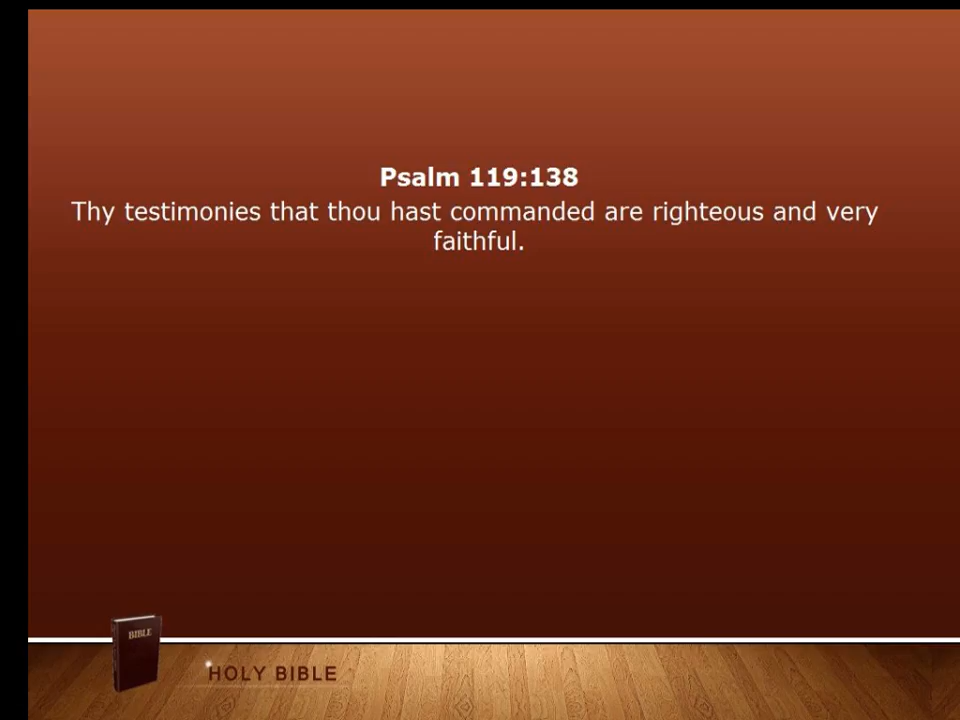 Psalm 119:138
Thy testimonies that thou hast commanded are righteous and very
faithful.
BIBLE
HOLY BIBLE